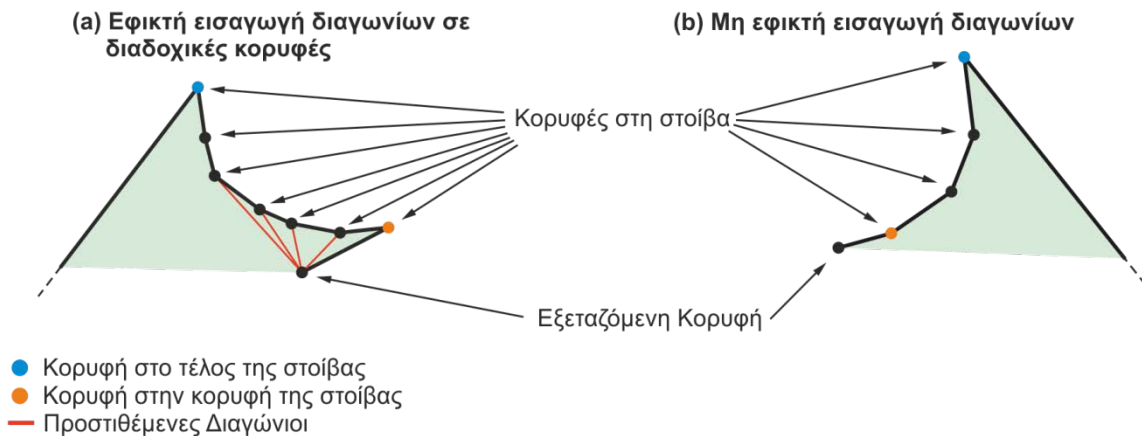 (a) Εφικτή εισαγωγή διαγωνίων σε
διαδοχικές κορυφές
(b) Μη εφικτή εισαγωγή διαγωνίων
Κορυφές στη στοίβα
Εξεταζόμενη Κορυφή
Κορυφή στο τέλος της στοίβας
Κορυφή στην κορυφή της στοίβας
Προστιθέμενες Διαγώνιοι